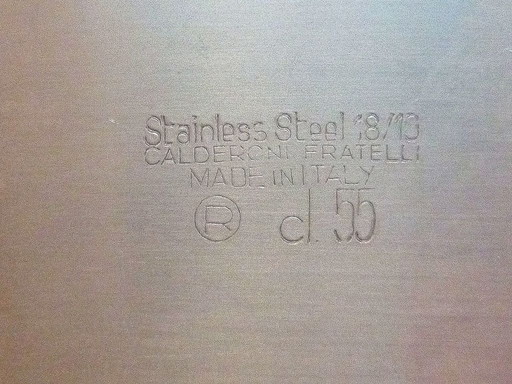 Stainless Steel 18/10
CALDERONI FRATELLI
MADE IN ITALY
® cl. 55